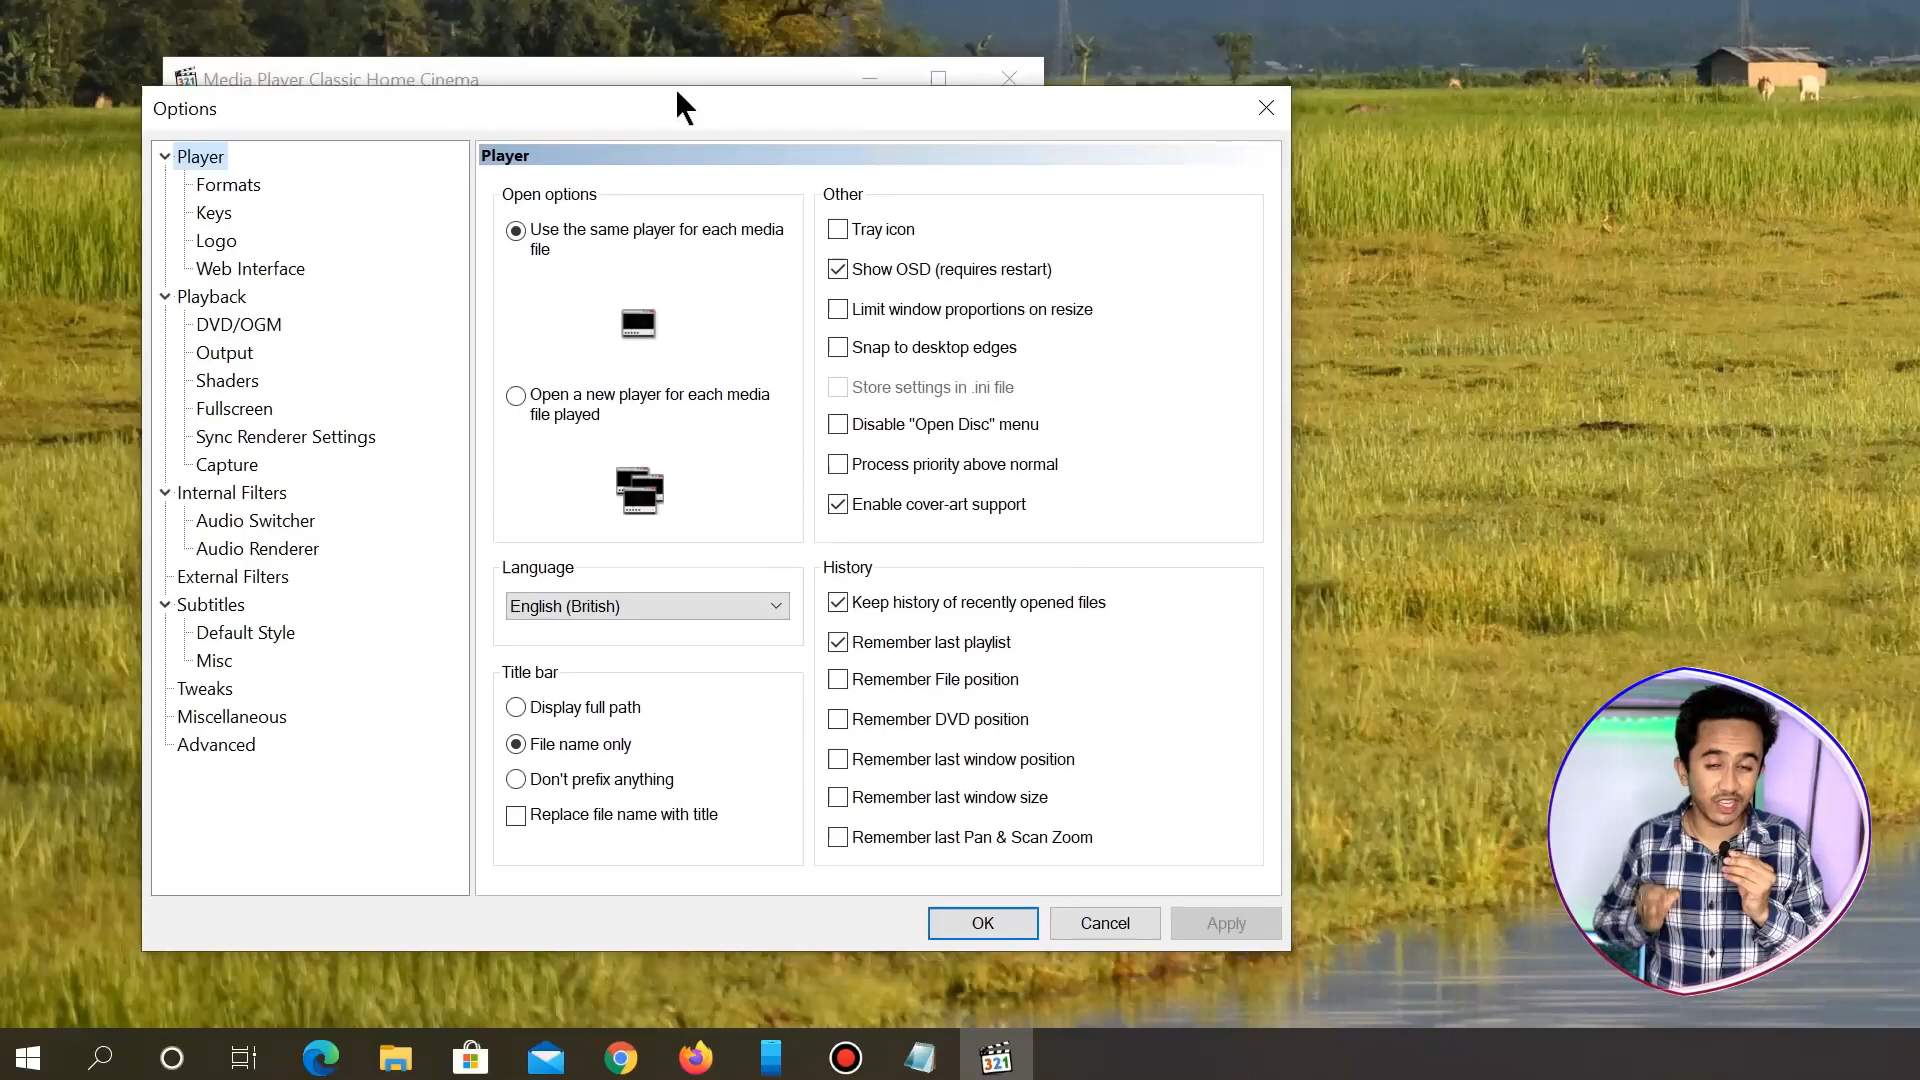 Media Player Classic Home Cinema
Options
Player
Formats
Keys
Logo
Web Interface
Playback
DVD/OGM
Output
Shaders
Fullscreen
Sync Renderer Settings
Capture
Internal Filters
Audio Switcher
Audio Renderer
External Filters
Subtitles
Default Style
Misc
Tweaks
Miscellaneous
Advanced
Player
Open options
Use the same player for each media
file
Open a new player for each media
file played
Language
English (British)
Title bar
Display full path
File name only
Don't prefix anything
Replace file name with title
Other
Tray icon
Show OSD (requires restart)
Limit window proportions on resize
Snap to desktop edges
Store settings in .ini file
Disable "Open Disc" menu
Process priority above normal
Enable cover-art support
History
Keep history of recently opened files
Remember last playlist
Remember File position
Remember DVD position
Remember last window position
Remember last window size
Remember last Pan & Scan Zoom
OK
Cancel
Apply
321